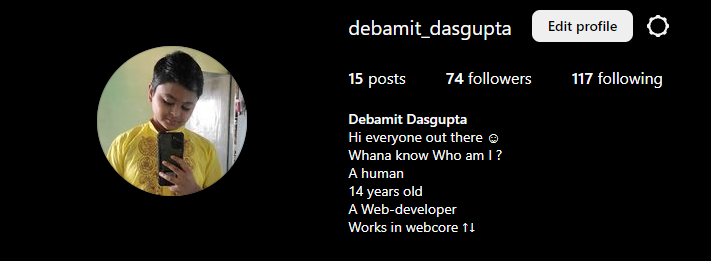 debamit_dasgupta Edit profile
15 posts 74 followers 117 following
Debamit Dasgupta
Hi everyone out there ☺
Whana know Who am I ?
A human
14 years old
A Web-developer
Works in webcore ↑↓